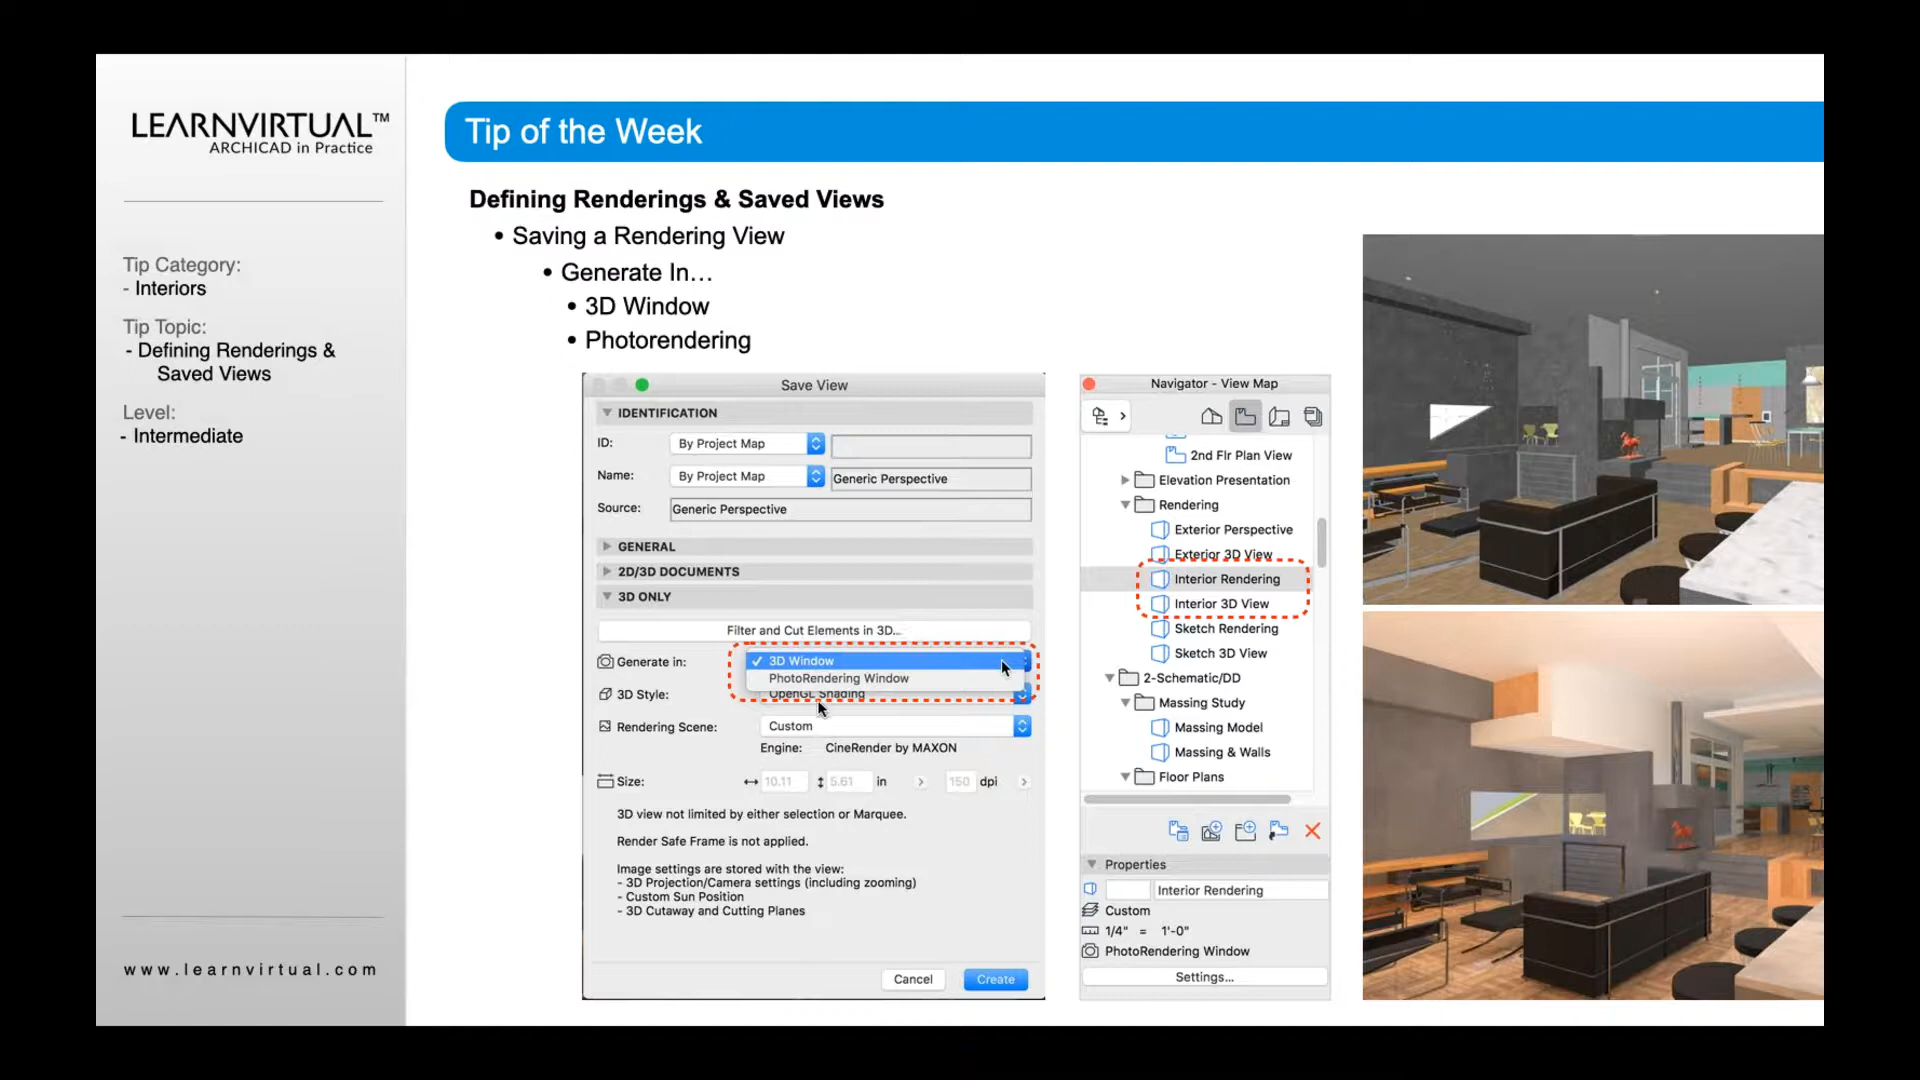 LEARNVIRTUAL™
ARCHICAD in Practice
Tip Category:
- Interiors
Tip Topic:
- Defining Renderings &
Saved Views
Level:
- Intermediate
www.learnvirtual.com
Tip of the Week
Defining Renderings & Saved Views
• Saving a Rendering View
• Generate In…
• 3D Window
• Photorendering
Save View
IDENTIFICATION
ID:
By Project Map
Name:
By Project Map
Generic Perspective
Source:
Generic Perspective
GENERAL
2D/3D DOCUMENTS
3D ONLY
Filter and Cut Elements in 3D...
Generate in:
✓ 3D Window
PhotoRendering Window
3D Style:
OpenGL Shading
Rendering Scene:
Custom
Engine: CineRender by MAXON
Size:
10.11
5.61
in
150
dpi
3D view not limited by either selection or Marquee.
Render Safe Frame is not applied.
Image settings are stored with the view:
- 3D Projection/Camera settings (including zooming)
- Custom Sun Position
- 3D Cutaway and Cutting Planes
Cancel
Create
Navigator - View Map
2nd Flr Plan View
Elevation Presentation
Rendering
Exterior Perspective
Exterior 3D View
Interior Rendering
Interior 3D View
Sketch Rendering
Sketch 3D View
2-Schematic/DD
Massing Study
Massing Model
Massing & Walls
Floor Plans
Properties
Interior Rendering
Custom
1/4" = 1'-0"
PhotoRendering Window
Settings...